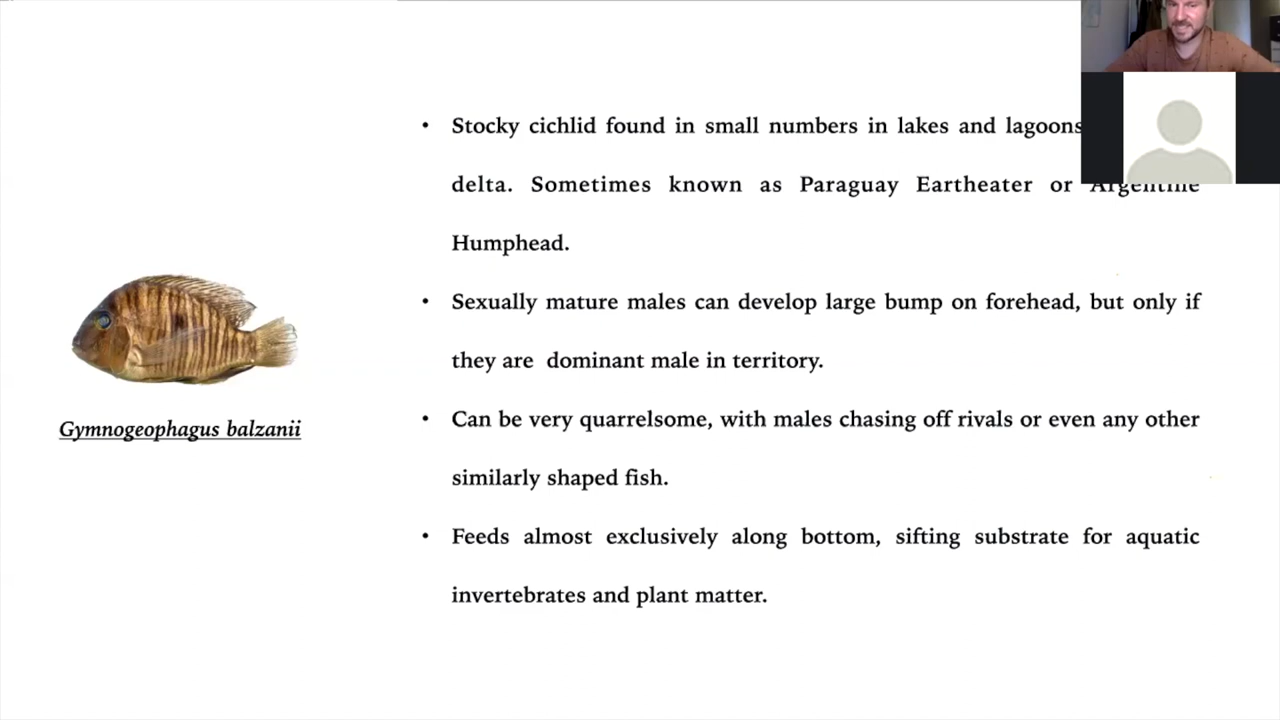 • Stocky cichlid found in small numbers in lakes and lagoons
delta. Sometimes known as Paraguay Eartheater or Argentine
Humphead.
• Sexually mature males can develop large bump on forehead, but only if
they are dominant male in territory.
• Can be very quarrelsome, with males chasing off rivals or even any other
similarly shaped fish.
• Feeds almost exclusively along bottom, sifting substrate for aquatic
invertebrates and plant matter.
Gymnogeophagus balzanii